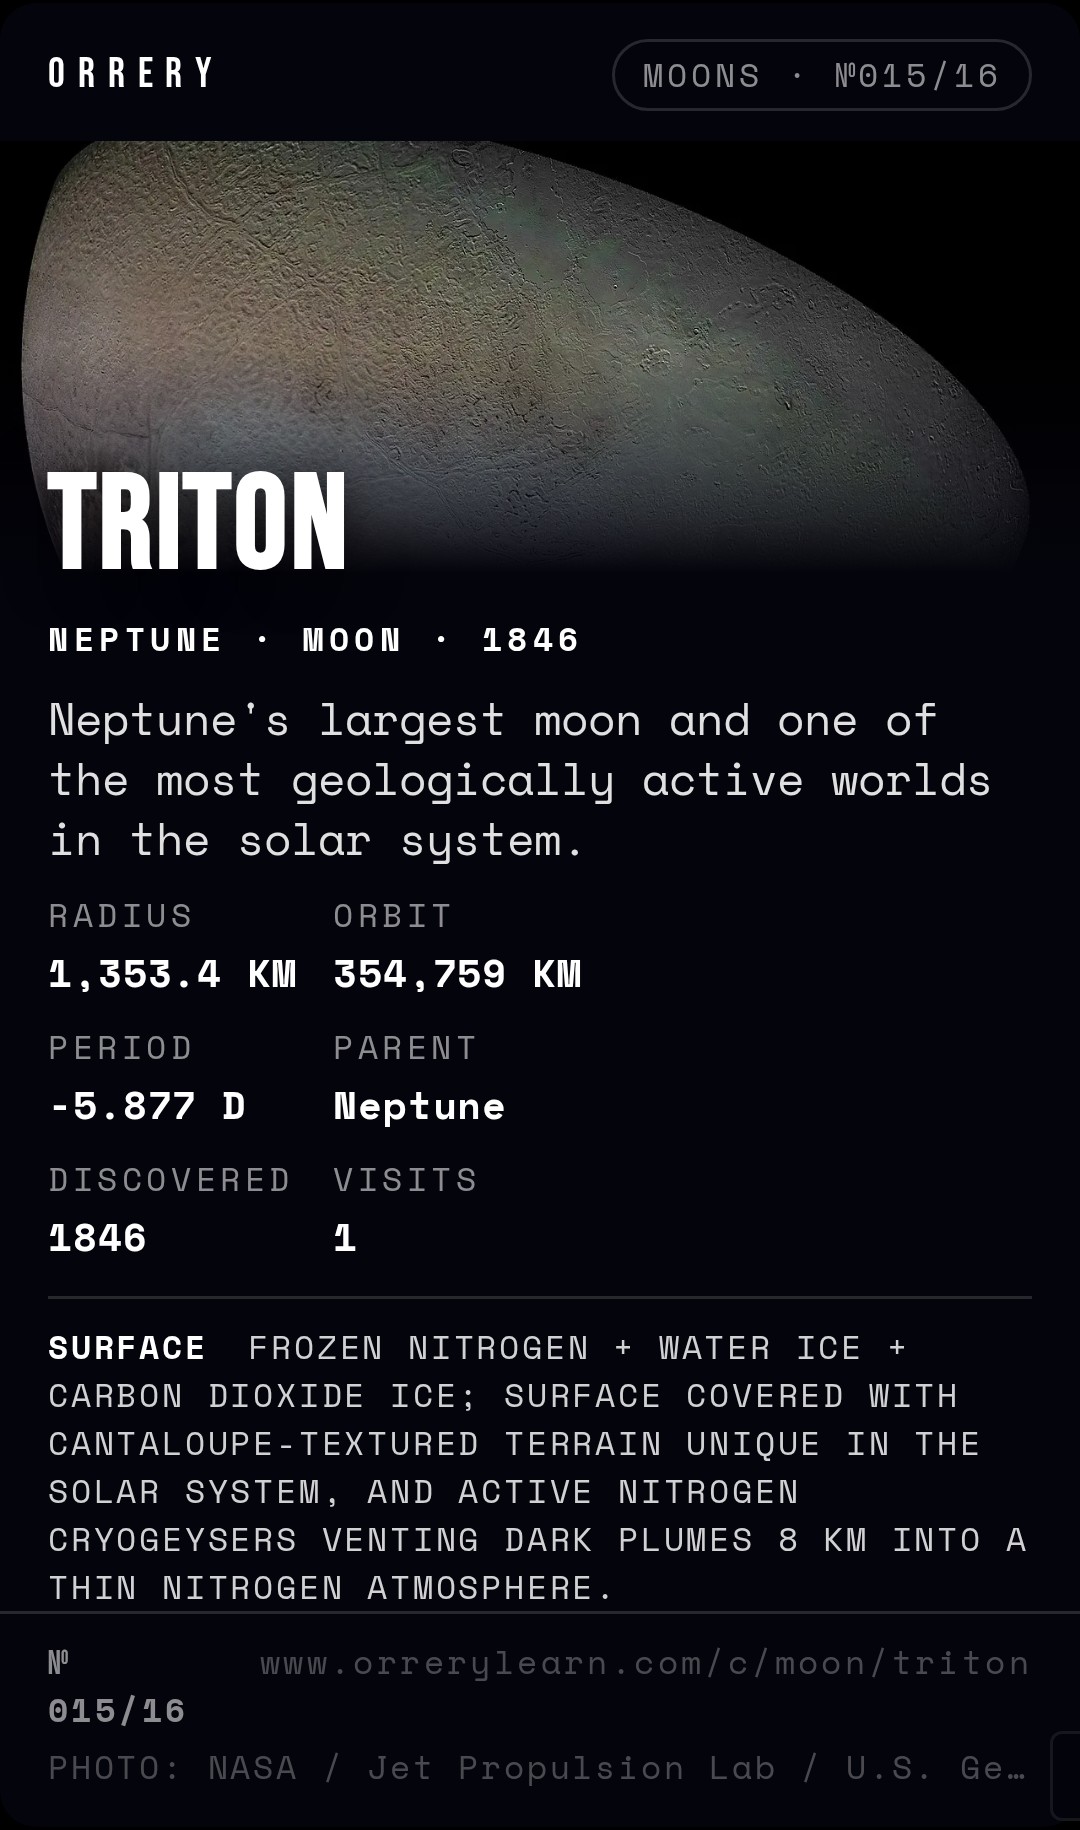 ORRERY
MOONS · №015/16
TRITON
NEPTUNE · MOON · 1846
Neptune's largest moon and one of
the most geologically active worlds
in the solar system.
RADIUS ORBIT
1,353.4 KM 354,759 KM
PERIOD PARENT
-5.877 D Neptune
DISCOVERED VISITS
1846 1
SURFACE FROZEN NITROGEN + WATER ICE +
CARBON DIOXIDE ICE; SURFACE COVERED WITH
CANTALOUPE-TEXTURED TERRAIN UNIQUE IN THE
SOLAR SYSTEM, AND ACTIVE NITROGEN
CRYOGEYSERS VENTING DARK PLUMES 8 KM INTO A
THIN NITROGEN ATMOSPHERE.
№ www.orrerylearn.com/c/moon/triton
015/16
PHOTO: NASA / Jet Propulsion Lab / U.S. Ge…